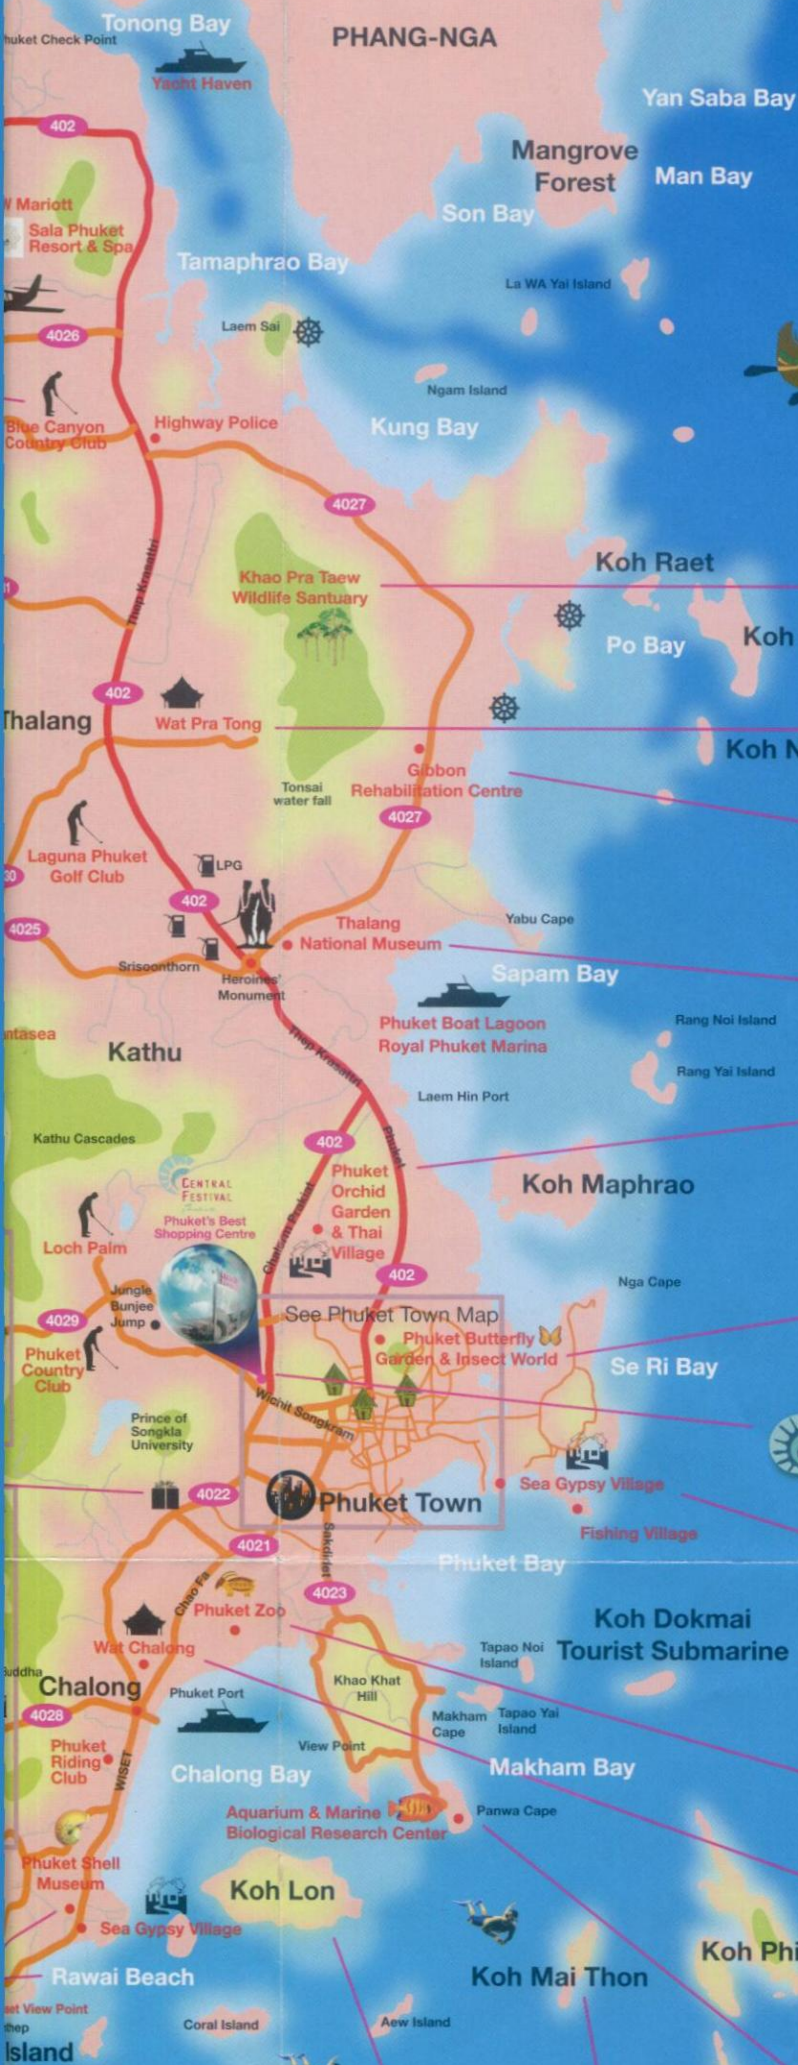 Tonong Bay
PHANG-NGA
huket Check Point
Yacht Haven
Yan Saba Bay
402
Mangrove
Forest
Man Bay
W Mariott
Son Bay
Sala Phuket
Resort & Spa
Tamaphrao Bay
La WA Yai Island
Laem Sai
4026
Ngam Island
Blue Canyon
Country Club
Highway Police
Kung Bay
4027
Thep Krasattri
Koh Raet
Khao Pra Taew
Wildlife Santuary
1
Po Bay
Koh
402
Thalang
Wat Pra Tong
Koh N
Gibbon
Rehabilitation Centre
Tonsai
water fall
4027
Laguna Phuket
Golf Club
LPG
30
402
4025
Thalang
National Museum
Yabu Cape
Srisoonthorn
Heroines'
Monument
Sapam Bay
Phuket Boat Lagoon
Royal Phuket Marina
Rang Noi Island
ntasea
Kathu
Thep Krasattri
Rang Yai Island
Laem Hin Port
Kathu Cascades
402
Phuket
CENTRAL
FESTIVAL
Phuket's Best
Shopping Centre
Phuket
Orchid
Garden
& Thai
Village
Koh Maphrao
Chalerm Prakiat
Loch Palm
402
Nga Cape
Jungle
Bunjee
Jump
See Phuket Town Map
4029
Phuket
Country
Club
Phuket Butterfly
Garden & Insect World
Se Ri Bay
Wichit Songkram
Prince of
Songkla
University
Sea Gypsy Village
4022
Phuket Town
Fishing Village
4021
Sakdidet
Phuket Bay
Chao Fa
4023
Phuket Zoo
Koh Dokmai
Tourist Submarine
Wat Chalong
Tapao Noi
Island
Buddha
Chalong
Khao Khat
Hill
Phuket Port
i
4028
Makham
Cape
Tapao Yai
Island
Phuket
Riding
Club
WISET
View Point
Chalong Bay
Makham Bay
Aquarium & Marine
Biological Research Center
Panwa Cape
Phuket Shell
Museum
Koh Lon
Sea Gypsy Village
Koh Phi
Rawai Beach
Koh Mai Thon
set View Point
thep
Coral Island
Aew Island
Island